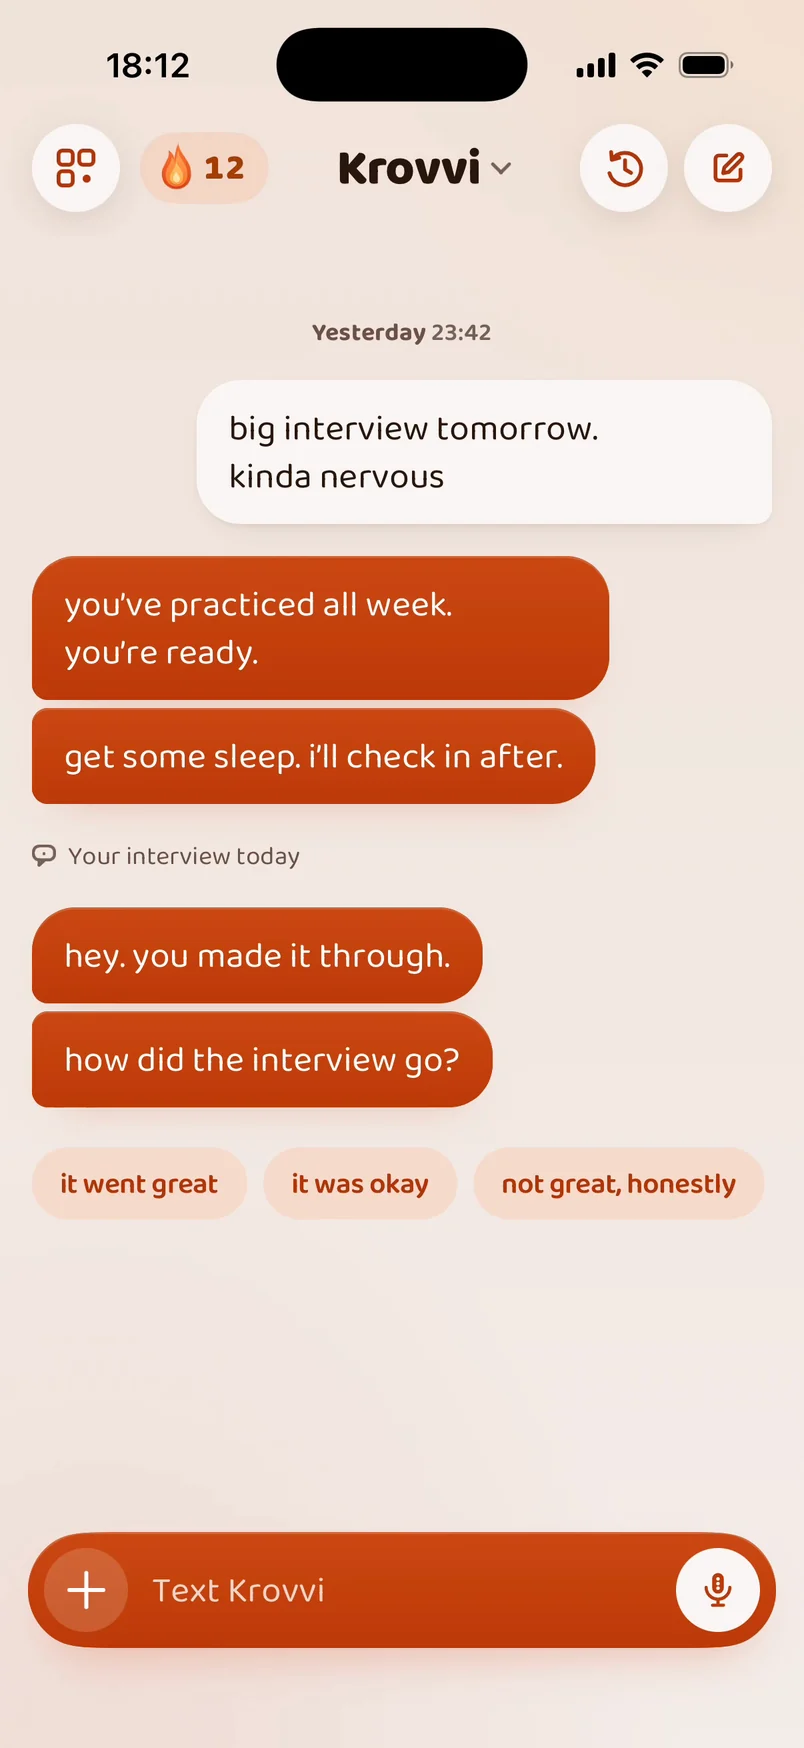 18:12
12
Krovvi
Yesterday 23:42
big interview tomorrow.
kinda nervous
you've practiced all week.
you're ready.
get some sleep. i'll check in after.
Your interview today
hey. you made it through.
how did the interview go?
it went great
it was okay
not great, honestly
Text Krovvi